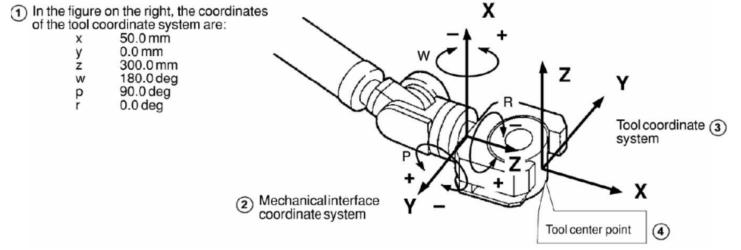 ① In the figure on the right, the coordinates
of the tool coordinate system are:
x 50.0 mm
y 0.0 mm
z 300.0 mm
w 180.0 deg
p 90.0 deg
r 0.0 deg
X
− +
W
Z
Y
R
−
Tool coordinate ③
system
P
Z
+
+
X
② Mechanical interface
coordinate system
Y −
Tool center point ④